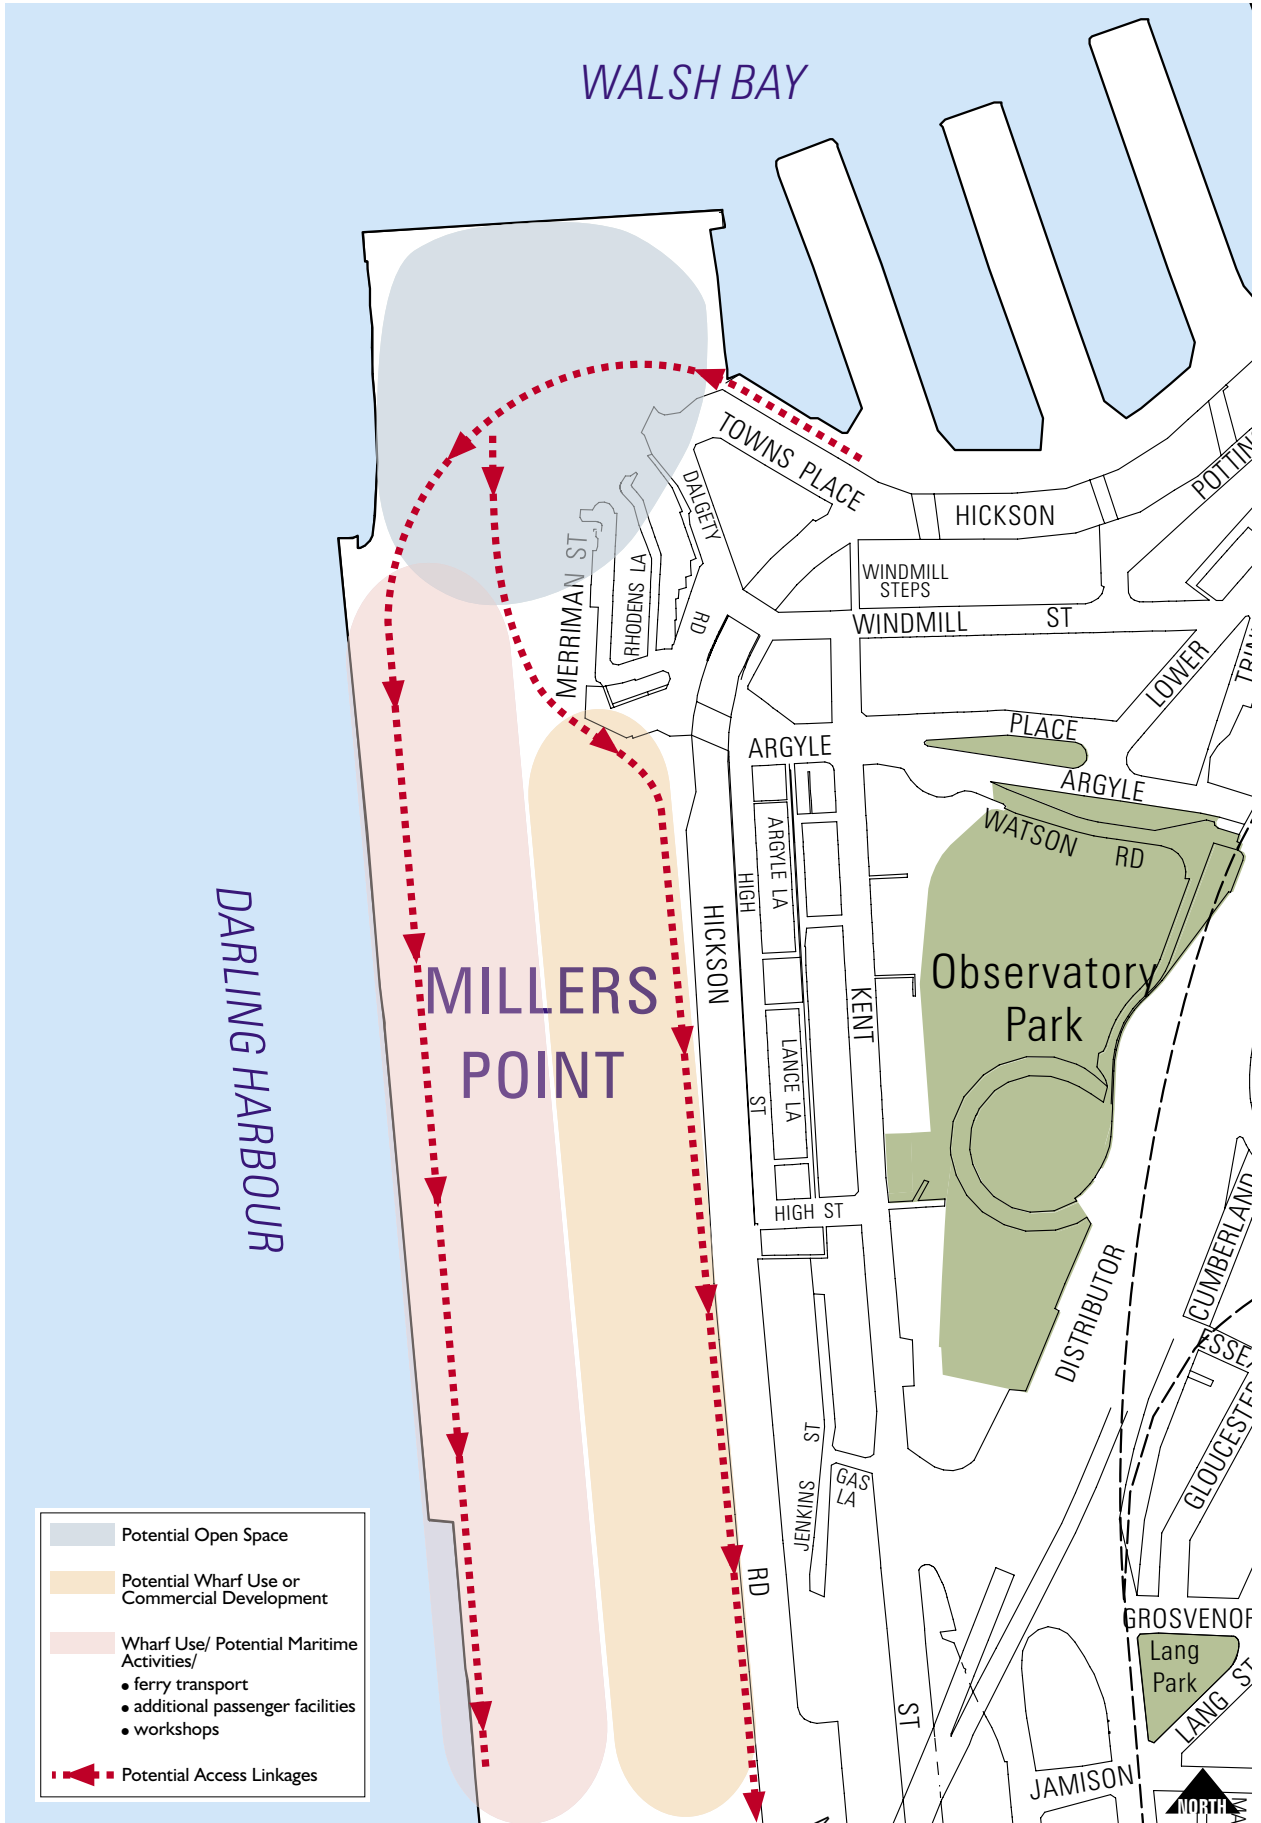 WALSH BAY
TOWNS PLACE
HICKSON
DALGETY
RD
MERRIMAN ST
RHODENS LA
WINDMILL
STEPS
WINDMILL ST
LOWER
PLACE
ARGYLE
ARGYLE
WATSON RD
HIGH
ARGYLE LA
HICKSON
DARLING HARBOUR
MILLERS
POINT
Observatory
Park
KENT
LANCE LA
ST
HIGH ST
CUMBERLAND
DISTRIBUTOR
GLOUCESTER
JENKINS ST
GAS
LA
RD
GROSVENOR
Lang
Park
LANG ST
ST
JAMISON
NORTH
Potential Open Space
Potential Wharf Use or
Commercial Development
Wharf Use/ Potential Maritime
Activities/
• ferry transport
• additional passenger facilities
• workshops
Potential Access Linkages